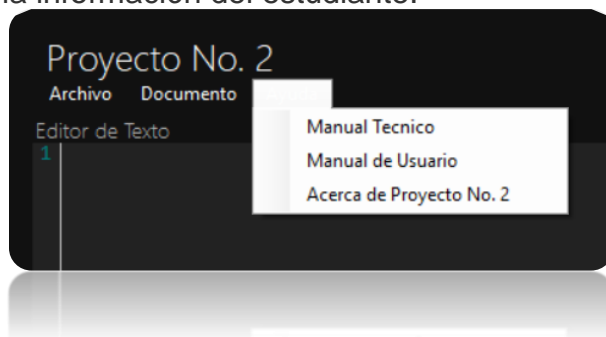 la información del estudiante.
Proyecto No. 2
Archivo Documento
Manual Tecnico
Editor de Texto
1
Manual de Usuario
Acerca de Proyecto No. 2